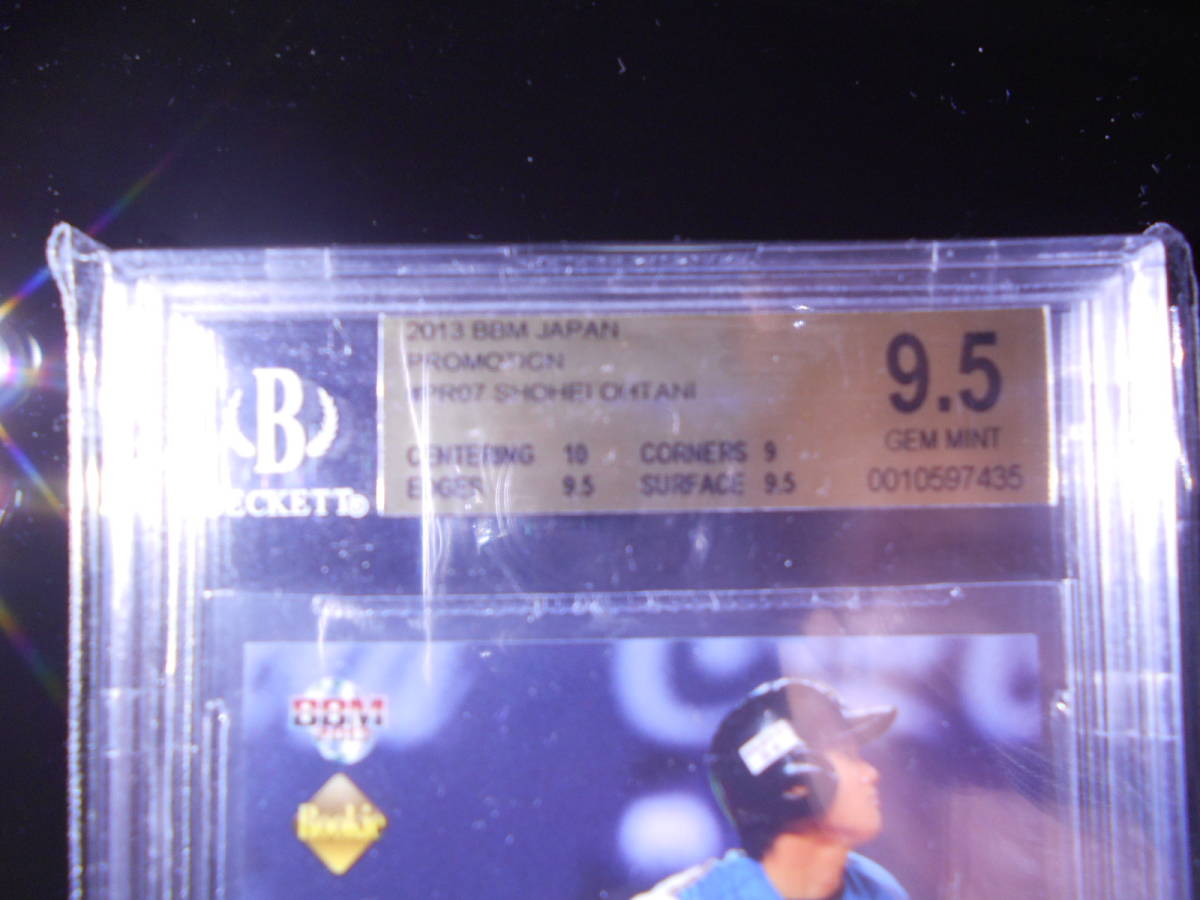 2013 BBM JAPAN
PROMOTION
#PR07 SHOHEI OHTANI
9.5
GEM MINT
CENTERING 10 CORNERS 9
EDGES 9.5 SURFACE 9.5
0010597435
B
BECKETT®
BBM
2013
Rookie